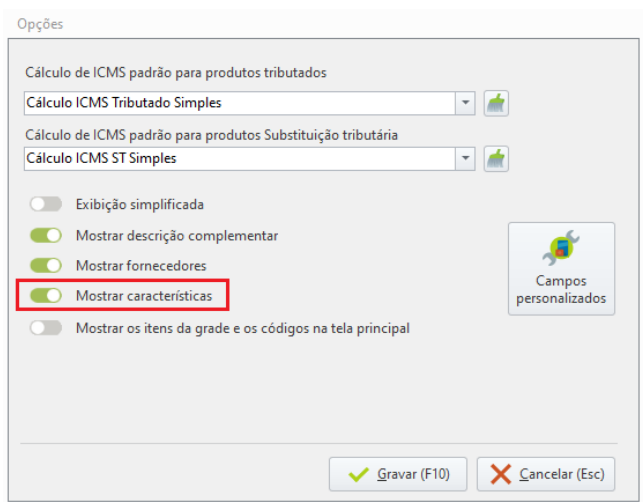 Opções
Cálculo de ICMS padrão para produtos tributados
Cálculo ICMS Tributado Simples
Cálculo de ICMS padrão para produtos Substituição tributária
Cálculo ICMS ST Simples
Exibição simplificada
Mostrar descrição complementar
Mostrar fornecedores
Mostrar características
Mostrar os itens da grade e os códigos na tela principal
Campos
personalizados
Gravar (F10)
Cancelar (Esc)